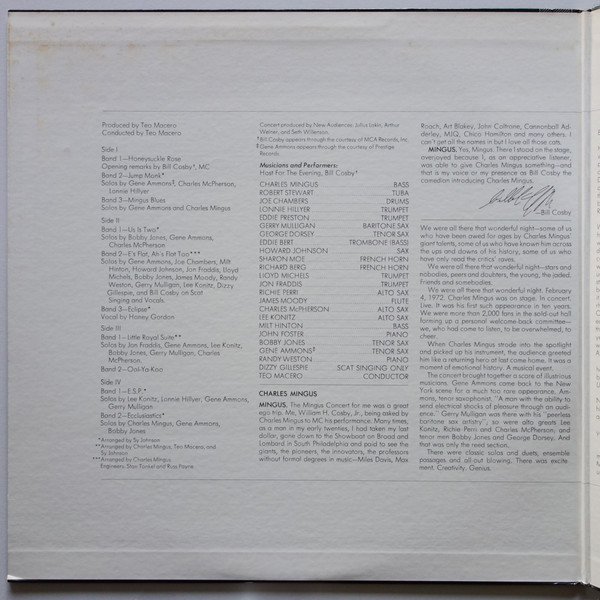 Produced by Teo Macero
Conducted by Teo Macero
Side I
Band 1—Honeysuckle Rose
Opening remarks by Bill Cosby†, MC
Band 2—Jump Monk*
Solos by Gene Ammons‡, Charles McPherson,
Lonnie Hillyer
Band 3—Mingus Blues
Solos by Gene Ammons and Charles Mingus
Side II
Band 1—Us Is Two*
Solos by Bobby Jones, Gene Ammons,
Charles McPherson
Band 2—E's Flat, Ah's Flat Too***
Solos by Gene Ammons, Joe Chambers, Milt
Hinton, Howard Johnson, Jon Faddis, Lloyd
Michels, Bobby Jones, James Moody, Randy
Weston, Gerry Mulligan, Lee Konitz, Dizzy
Gillespie, and Bill Cosby on Scat
Singing and Vocals
Band 3—Eclipse*
Vocal by Honey Gordon
Side III
Band 1—Little Royal Suite**
Solos by Jon Faddis, Gene Ammons, Lee Konitz,
Bobby Jones, Gerry Mulligan, Charles
McPherson
Band 2—Ool-Ya-Koo
Side IV
Band 1—E.S.P.*
Solos by Lee Konitz, Lonnie Hillyer, Gene Ammons,
Gerry Mulligan
Band 2—Ecclusiastics*
Solos by Charles Mingus, Gene Ammons,
Bobby Jones
*Arranged by Sy Johnson
**Arranged by Charles Mingus, Teo Macero, and
Sy Johnson
***Arranged by Charles Mingus
Engineers: Stan Tonkel and Russ Payne
Concert produced by New Audiences: Julius Lokin, Arthur
Weiner, and Seth Willenson.
†Bill Cosby appears through the courtesy of MCA Records, Inc.
‡Gene Ammons appears through the courtesy of Prestige
Records.
Musicians and Performers:
Host For The Evening, Bill Cosby†
CHARLES MINGUS BASS
ROBERT STEWART TUBA
JOE CHAMBERS DRUMS
LONNIE HILLYER TRUMPET
EDDIE PRESTON TRUMPET
GERRY MULLIGAN BARITONE SAX
GEORGE DORSEY TENOR SAX
EDDIE BERT TROMBONE (BASS)
HOWARD JOHNSON SAX
SHARON MOE FRENCH HORN
RICHARD BERG FRENCH HORN
LLOYD MICHELS TRUMPET
JON FRADDIS TRUMPET
RICHIE PERRI ALTO SAX
JAMES MOODY FLUTE
CHARLES McPHERSON ALTO SAX
LEE KONITZ ALTO SAX
MILT HINTON BASS
JOHN FOSTER PIANO
BOBBY JONES TENOR SAX
GENE AMMONS‡ TENOR SAX
RANDY WESTON PIANO
DIZZY GILLESPIE SCAT SINGING ONLY
TEO MACERO CONDUCTOR
CHARLES MINGUS
MINGUS. The Mingus Concert for me was a great
ego trip. Me, William H. Cosby, Jr., being asked by
Charles Mingus to MC his performance. Many times,
as a man in my early twenties, I had taken my last
dollar, gone down to the Showboat on Broad and
Lombard in South Philadelphia and paid to see the
giants, the pioneers, the innovators, the professors
without formal degrees in music—Miles Davis, Max
Roach, Art Blakey, John Coltrane, Cannonball Ad-
derley, MJQ, Chico Hamilton and many others. I
can't get all the names in but I love all those cats.
MINGUS. Yes, Mingus. There I stood on the stage,
overjoyed because I, as an appreciative listener,
was able to give Charles Mingus something—and
that is my voice or my presence as Bill Cosby the
comedian introducing Charles Mingus.
—Bill Cosby
We were all there that wonderful night—some of us
who have been awed for ages by Charles Mingus'
giant talents, some of us who have known him across
the ups and downs of his history, some of us who
have only read the critics' raves.
We were all there that wonderful night—stars and
nobodies, peers and doubters, the young, the jaded.
Friends and somebodies.
We were all there that wonderful night. February
4, 1972. Charles Mingus was on stage. In concert.
Live. It was his first such appearance in ten years.
We were more than 2,000 fans in the sold-out hall
forming up a personal welcome-back committee—
we, who had come to listen, to be overwhelmed, to
cheer.
When Charles Mingus strode into the spotlight
and picked up his instrument, the audience greeted
him like a returning hero at last come home. It was a
moment of emotional history. A musical event.
The concert brought together a score of illustrious
musicians. Gene Ammons come back to the New
York scene for a much too rare appearance. Am-
mons, tenor saxophonist, "A man with the ability to
send electrical shocks of pleasure through an audi-
ence." Gerry Mulligan was there with his "peerless
baritone sax artistry"; so were alto greats Lee
Konitz, Richie Perri and Charles McPherson; and
tenor men Bobby Jones and George Dorsey. And
that was only the reed section.
There were classic solos and duets, ensemble
passages and all-out blowing. There was excite-
ment. Creativity. Genius.